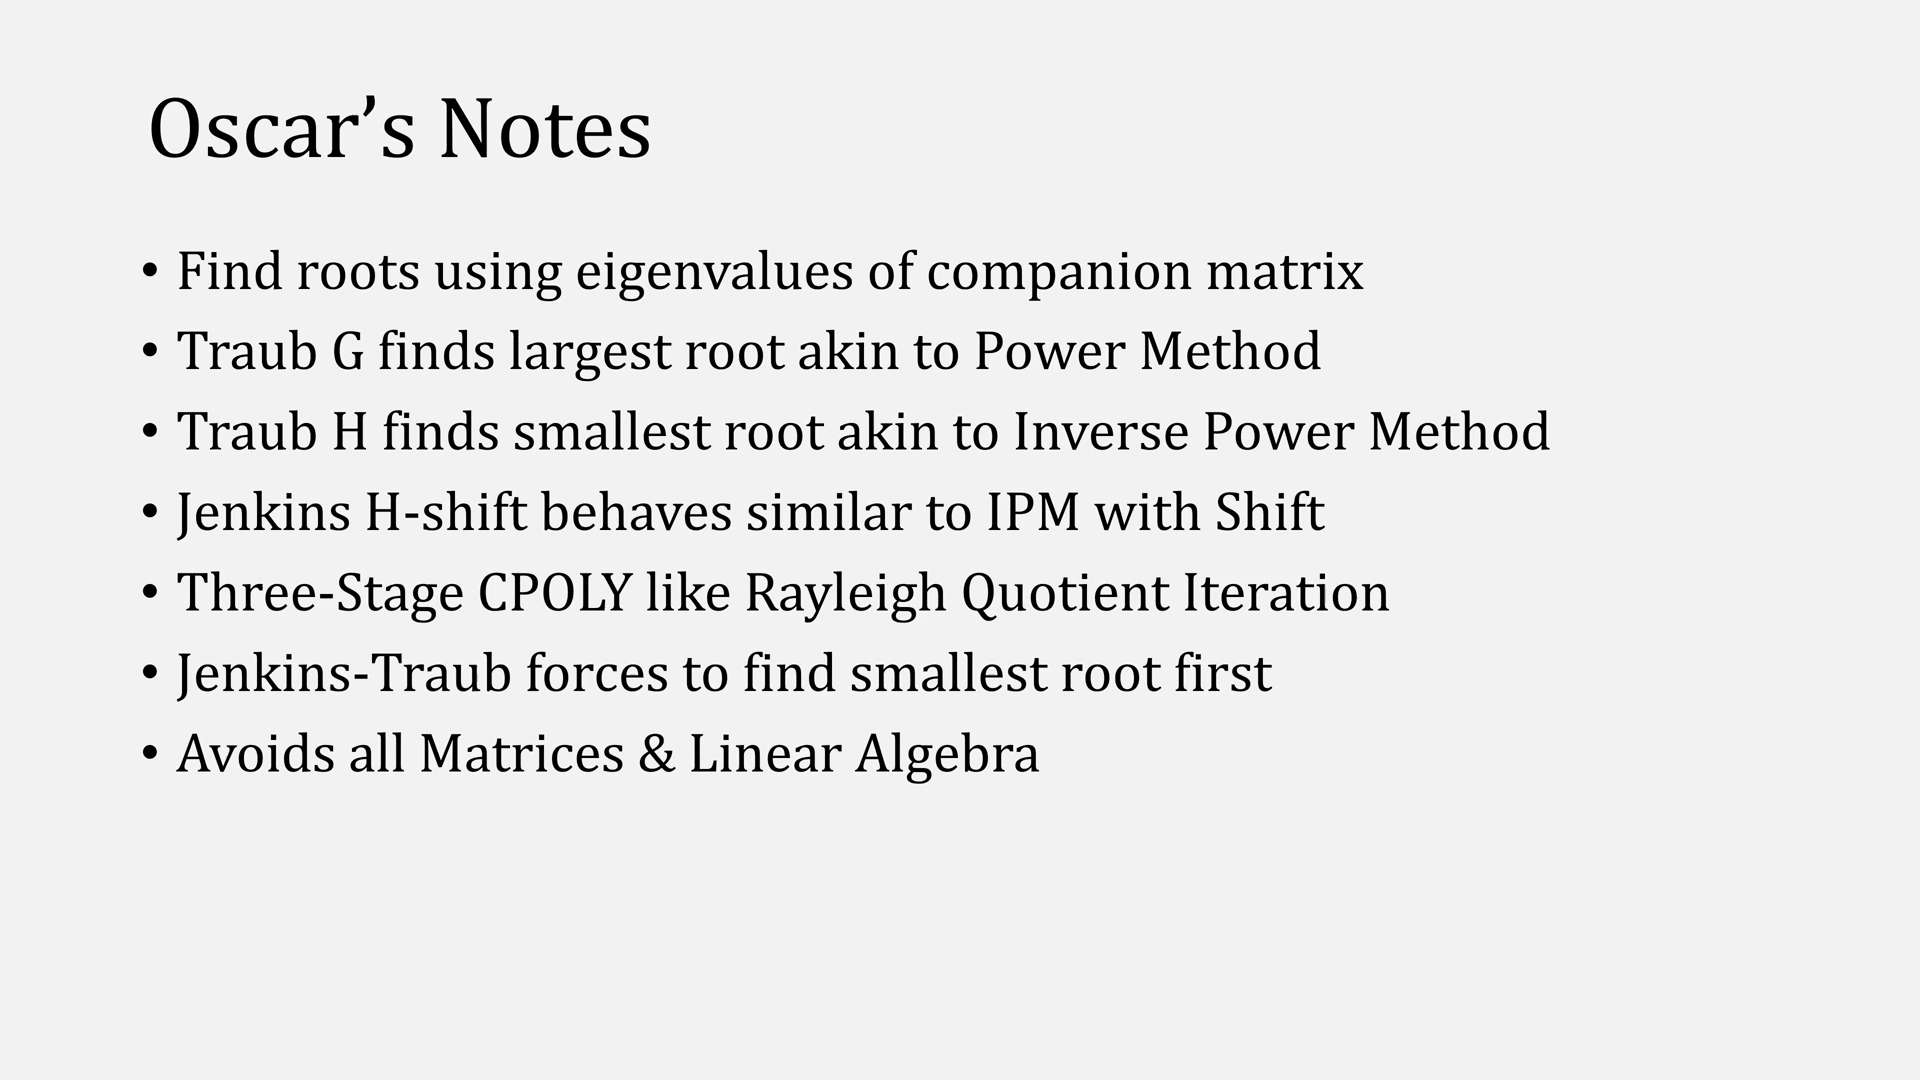 Oscar’s Notes
• Find roots using eigenvalues of companion matrix
• Traub G finds largest root akin to Power Method
• Traub H finds smallest root akin to Inverse Power Method
• Jenkins H-shift behaves similar to IPM with Shift
• Three-Stage CPOLY like Rayleigh Quotient Iteration
• Jenkins-Traub forces to find smallest root first
• Avoids all Matrices & Linear Algebra